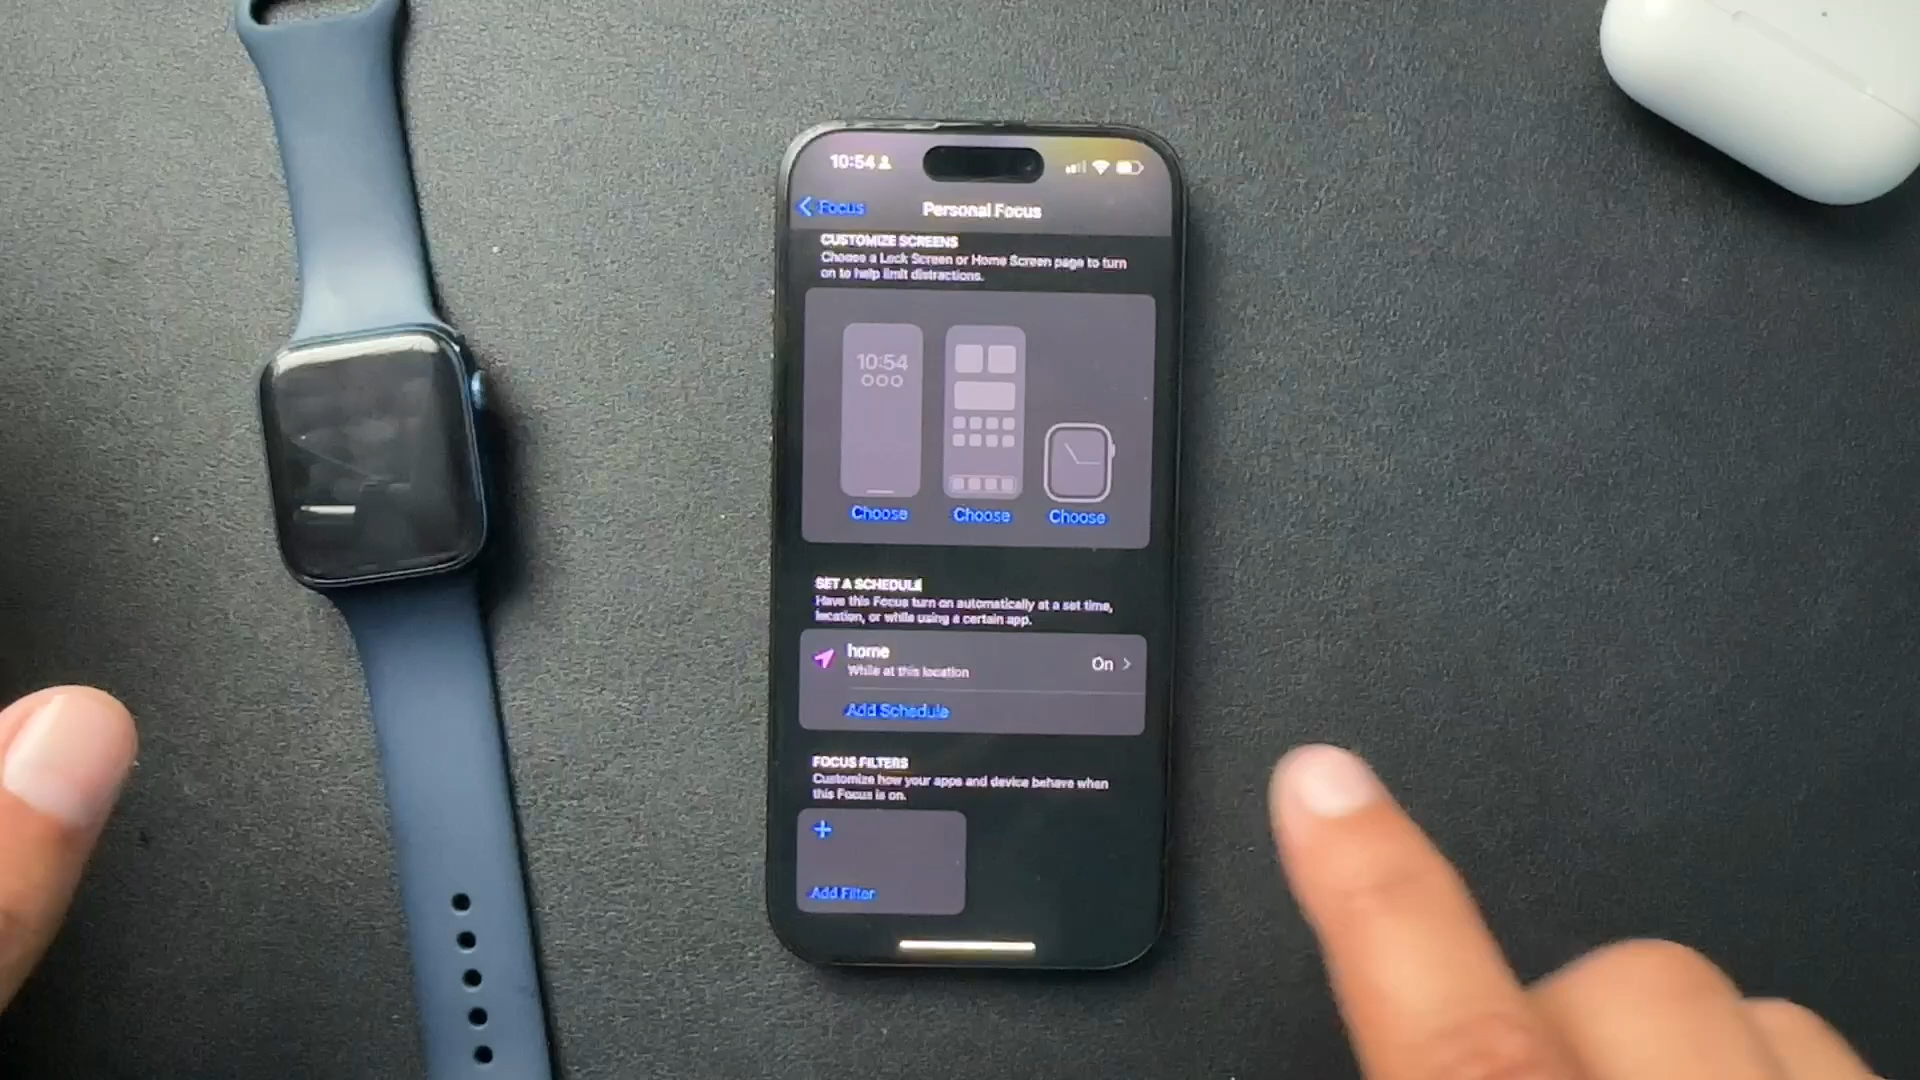 10:54
Focus
Personal Focus
CUSTOMIZE SCREENS
Choose a Lock Screen or Home Screen page to turn
on to help limit distractions.
10:54
Choose
Choose
Choose
SET A SCHEDULE
Have this Focus turn on automatically at a set time,
location, or while using a certain app.
home
On
While at this location
Add Schedule
FOCUS FILTERS
Customize how your apps and device behave when
this Focus is on.
Add Filter